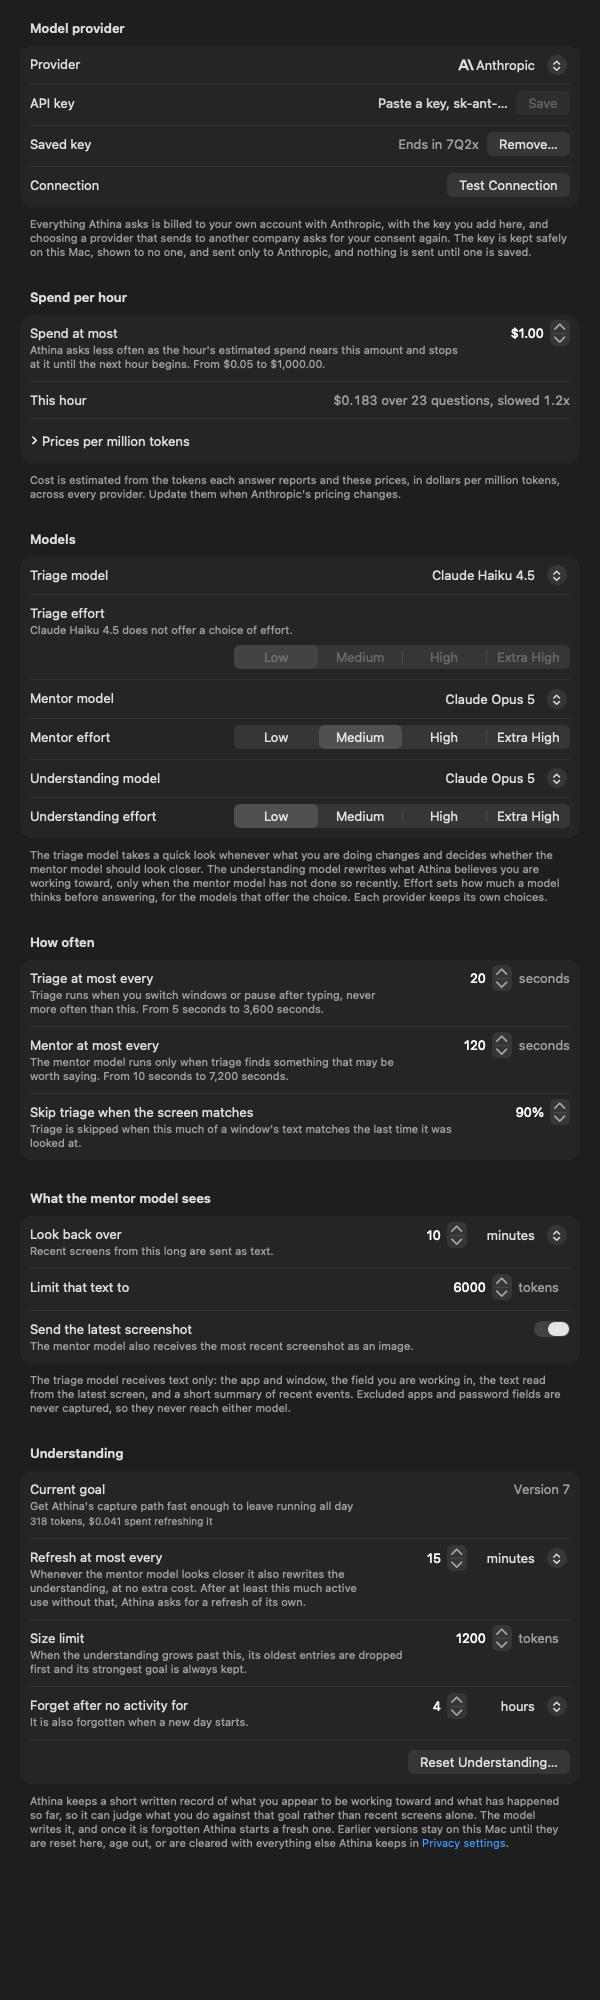 Model provider
Provider
Anthropic
API key
Paste a key, sk-ant-...
Save
Saved key
Ends in 7Q2x
Remove...
Connection
Test Connection
Everything Athina asks is billed to your own account with Anthropic, with the key you add here, and
choosing a provider that sends to another company asks for your consent again. The key is kept safely
on this Mac, shown to no one, and sent only to Anthropic, and nothing is sent until one is saved.
Spend per hour
Spend at most
$1.00
Athina asks less often as the hour's estimated spend nears this amount and stops
at it until the next hour begins. From $0.05 to $1,000.00.
This hour
$0.183 over 23 questions, slowed 1.2x
Prices per million tokens
Cost is estimated from the tokens each answer reports and these prices, in dollars per million tokens,
across every provider. Update them when Anthropic's pricing changes.
Models
Triage model
Claude Haiku 4.5
Triage effort
Claude Haiku 4.5 does not offer a choice of effort.
Low Medium High Extra High
Mentor model
Claude Opus 5
Mentor effort
Low Medium High Extra High
Understanding model
Claude Opus 5
Understanding effort
Low Medium High Extra High
The triage model takes a quick look whenever what you are doing changes and decides whether the
mentor model should look closer. The understanding model rewrites what Athina believes you are
working toward, only when the mentor model has not done so recently. Effort sets how much a model
thinks before answering, for the models that offer the choice. Each provider keeps its own choices.
How often
Triage at most every
20 seconds
Triage runs when you switch windows or pause after typing, never
more often than this. From 5 seconds to 3,600 seconds.
Mentor at most every
120 seconds
The mentor model runs only when triage finds something that may be
worth saying. From 10 seconds to 7,200 seconds.
Skip triage when the screen matches
90%
Triage is skipped when this much of a window's text matches the last time it was
looked at.
What the mentor model sees
Look back over
10 minutes
Recent screens from this long are sent as text.
Limit that text to
6000 tokens
Send the latest screenshot
The mentor model also receives the most recent screenshot as an image.
The triage model receives text only: the app and window, the field you are working in, the text read
from the latest screen, and a short summary of recent events. Excluded apps and password fields are
never captured, so they never reach either model.
Understanding
Current goal
Version 7
Get Athina's capture path fast enough to leave running all day
318 tokens, $0.041 spent refreshing it
Refresh at most every
15 minutes
Whenever the mentor model looks closer it also rewrites the
understanding, at no extra cost. After at least this much active
use without that, Athina asks for a refresh of its own.
Size limit
1200 tokens
When the understanding grows past this, its oldest entries are dropped
first and its strongest goal is always kept.
Forget after no activity for
4 hours
It is also forgotten when a new day starts.
Reset Understanding...
Athina keeps a short written record of what you appear to be working toward and what has happened
so far, so it can judge what you do against that goal rather than recent screens alone. The model
writes it, and once it is forgotten Athina starts a fresh one. Earlier versions stay on this Mac until they
are reset here, age out, or are cleared with everything else Athina keeps in Privacy settings.